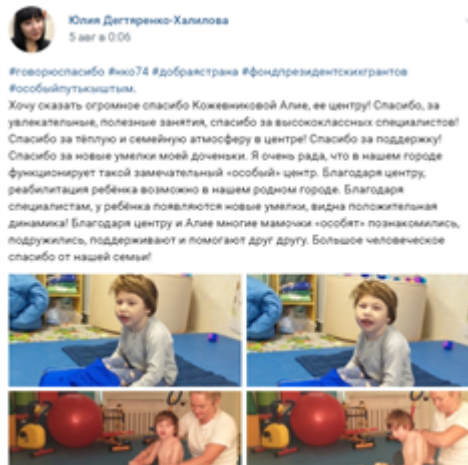 Юлия Дегтяренко-Халилова
5 авг в 0:06
#говорюспасибо #нко74 #добраястрана #фондпрезидентскихгрантов
#особыйпутькыштым.
Хочу сказать огромное спасибо Кожевниковой Алие, ее центру! Спасибо, за
увлекательные, полезные занятия, спасибо за высококлассных специалистов!
Спасибо за тёплую и семейную атмосферу в центре! Спасибо за поддержку!
Спасибо за новые умелки моей доченьки. Я очень рада, что в нашем городе
функционирует такой замечательный «особый» центр. Благодаря центру,
реабилитация ребёнка возможно в нашем родном городе. Благодаря
специалистам, у ребёнка появляются новые умелки, видна положительная
динамика! Благодаря центру и Алие многие мамочки «особят» познакомились,
подружились, поддерживают и помогают друг другу. Большое человеческое
спасибо от нашей семьи!